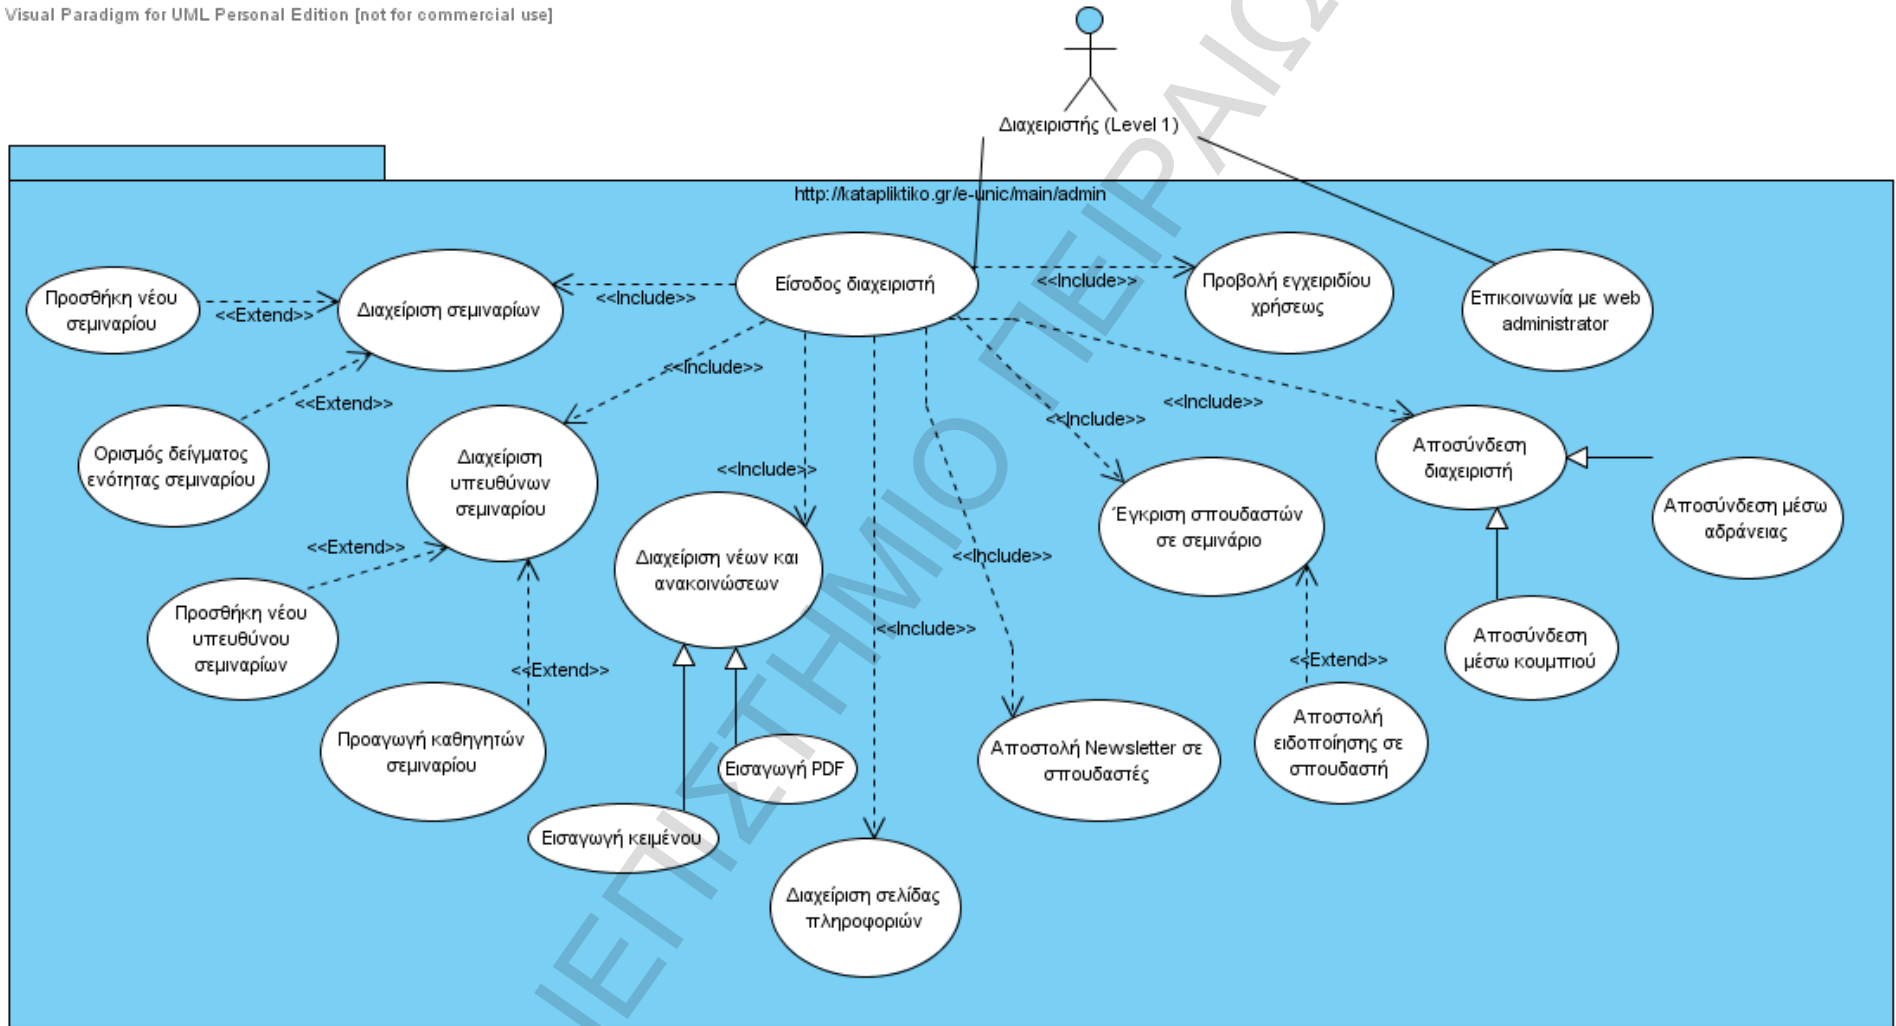 Visual Paradigm for UML Personal Edition [not for commercial use]
Διαχειριστής (Level 1)
http://katapliktiko.gr/e-unic/main/admin
Προσθήκη νέου
σεμιναρίου
<<Extend>>
Διαχείριση σεμιναρίων
<<Include>>
Είσοδος διαχειριστή
<<Include>>
Προβολή εγχειριδίου
χρήσεως
Επικοινωνία με web
administrator
<<Include>>
<<Extend>>
<<Include>>
<<Include>>
Ορισμός δείγματος
ενότητας σεμιναρίου
Διαχείριση
υπευθύνων
σεμιναρίου
<<Include>>
Αποσύνδεση
διαχειριστή
Έγκριση σπουδαστών
σε σεμινάριο
Αποσύνδεση μέσω
αδράνειας
<<Extend>>
Διαχείριση νέων και
ανακοινώσεων
<<Include>>
Προσθήκη νέου
υπευθύνου
σεμιναρίων
<<Include>>
Αποσύνδεση
μέσω κουμπιού
<<Extend>>
<<Extend>>
Προαγωγή καθηγητών
σεμιναρίου
Εισαγωγή PDF
Αποστολή Newsletter σε
σπουδαστές
Αποστολή
ειδοποίησης σε
σπουδαστή
Εισαγωγή κειμένου
Διαχείριση σελίδας
πληροφοριών
ΙΕΠΙΣΤΗΜΙΟ ΠΕΙΡΑΙΩ